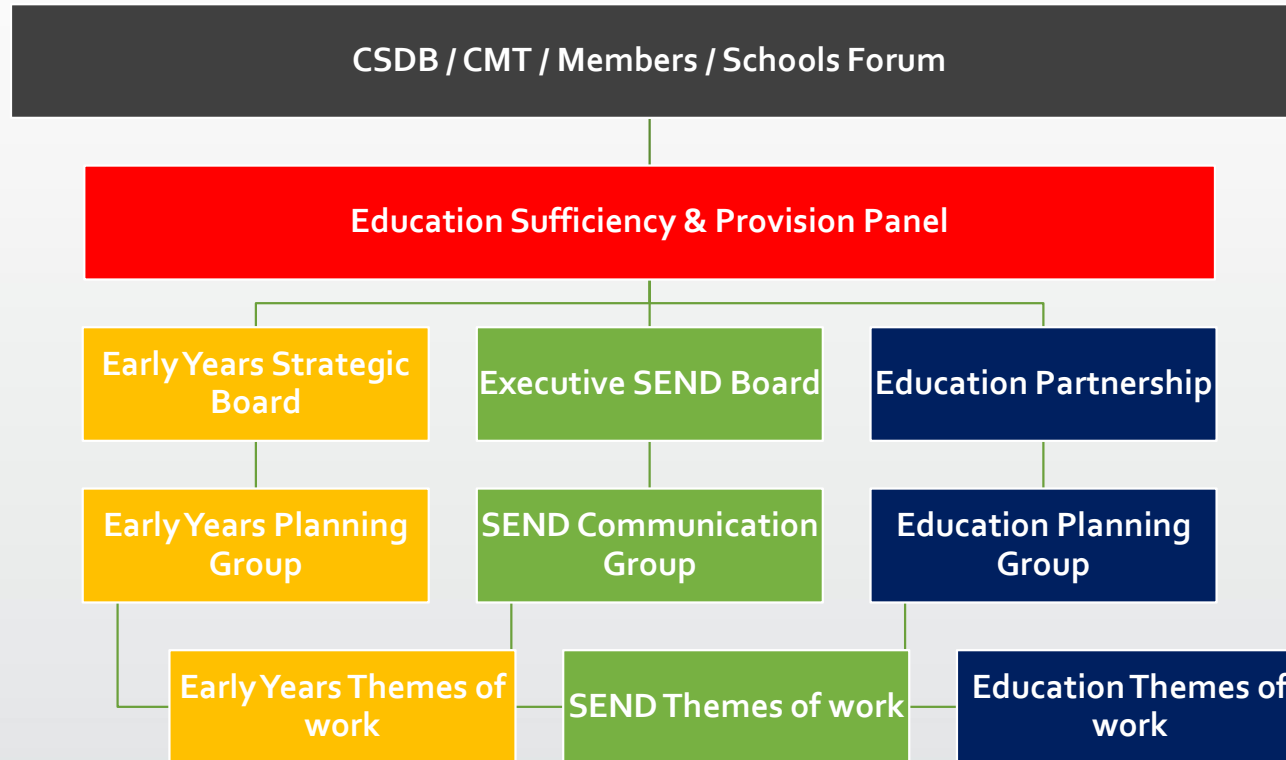 CSDB / CMT / Members / Schools Forum
Education Sufficiency & Provision Panel
Early Years Strategic
Board
Executive SEND Board
Education Partnership
Early Years Planning
Group
SEND Communication
Group
Education Planning
Group
Early Years Themes of
work
SEND Themes of work
Education Themes of
work